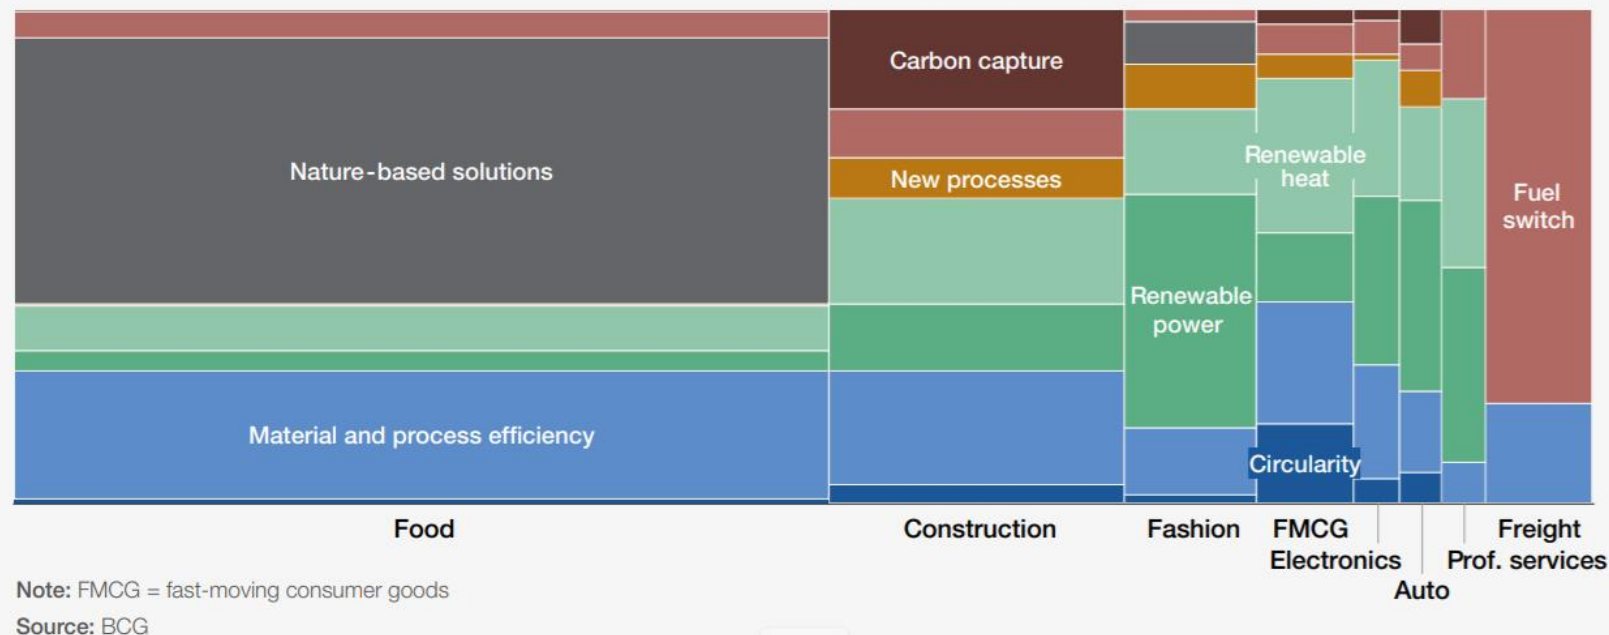 Carbon capture
Nature-based solutions
New processes
Renewable
heat
Fuel
switch
Renewable
power
Material and process efficiency
Circularity
Food
Construction
Fashion
FMCG
Freight
Electronics
Prof. services
Auto
Note: FMCG = fast-moving consumer goods
Source: BCG